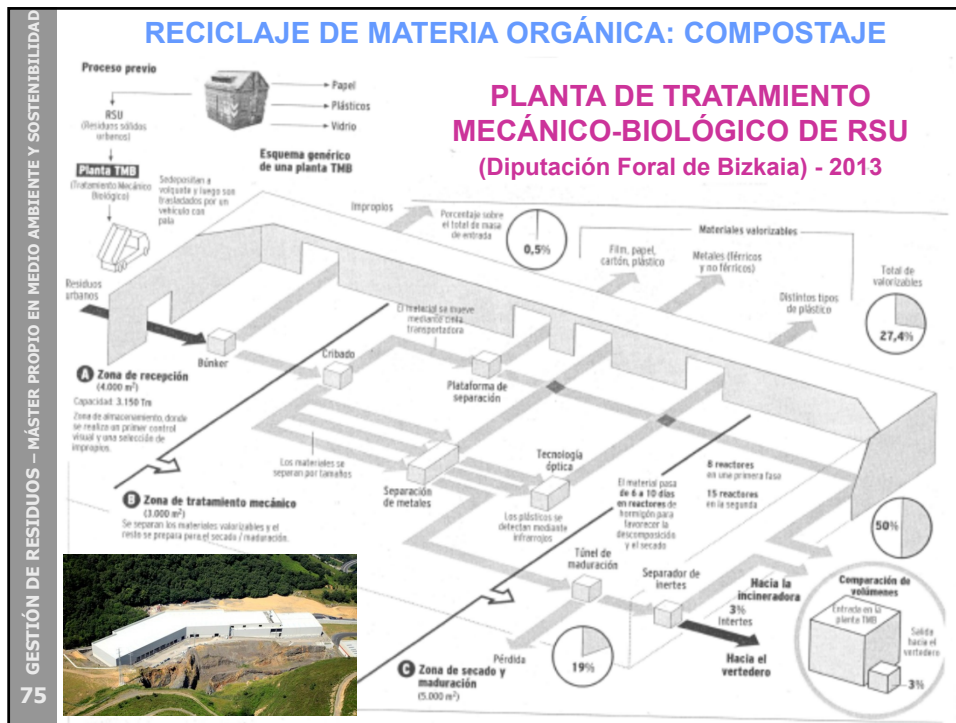 RECICLAJE DE MATERIA ORGÁNICA: COMPOSTAJE
PLANTA DE TRATAMIENTO
MECÁNICO-BIOLÓGICO DE RSU
(Diputación Foral de Bizkaia) - 2013
Proceso previo
RSU
(Residuos sólidos
urbanos)
Papel
Plásticos
Vidrio
Planta TMB
(Tratamiento Mecánico
Biológico)
Esquema genérico
de una planta TMB
Se depositan a
volquete y luego son
trasladados por un
vehículo con
pala
Impropios
Porcentaje sobre
el total de masa
de entrada
0,5%
Materiales valorizables
Film, papel,
cartón, plástico
Metales (férricos
y no férricos)
Distintos tipos
de plástico
Total de
valorizables
27,4%
Residuos
urbanos
Búnker
El material se mueve
mediante cinta
transportadora
Cribado
Plataforma de
separación
A Zona de recepción
(4.000 m²)
Capacidad: 3.150 Tm
Zona de almacenamiento, donde
se realiza un primer control
visual y una selección de
impropios.
Los materiales se
separan por tamaños
B Zona de tratamiento mecánico
(3.000 m²)
Se separan los materiales valorizables y el
resto se prepara para el secado / maduración.
Separación
de metales
Tecnología
óptica
Los plásticos se
detectan mediante
infrarrojos
El material pasa
de 6 a 10 días
en reactores de
hormigón para
favorecer la
descomposición
y el secado
8 reactores
en una primera fase
15 reactores
en la segunda
50%
Túnel de
maduración
Separador de
inertes
Hacia la
incineradora
3%
Intertes
Hacia el
vertedero
Pérdida
19%
C Zona de secado y
maduración
(5.000 m²)
Comparación de
volúmenes
Entrada en la
planta TMB
Salida
hacia el
vertedero
3%
GESTIÓN DE RESIDUOS – MÁSTER PROPIO EN MEDIO AMBIENTE Y SOSTENIBILIDAD
75